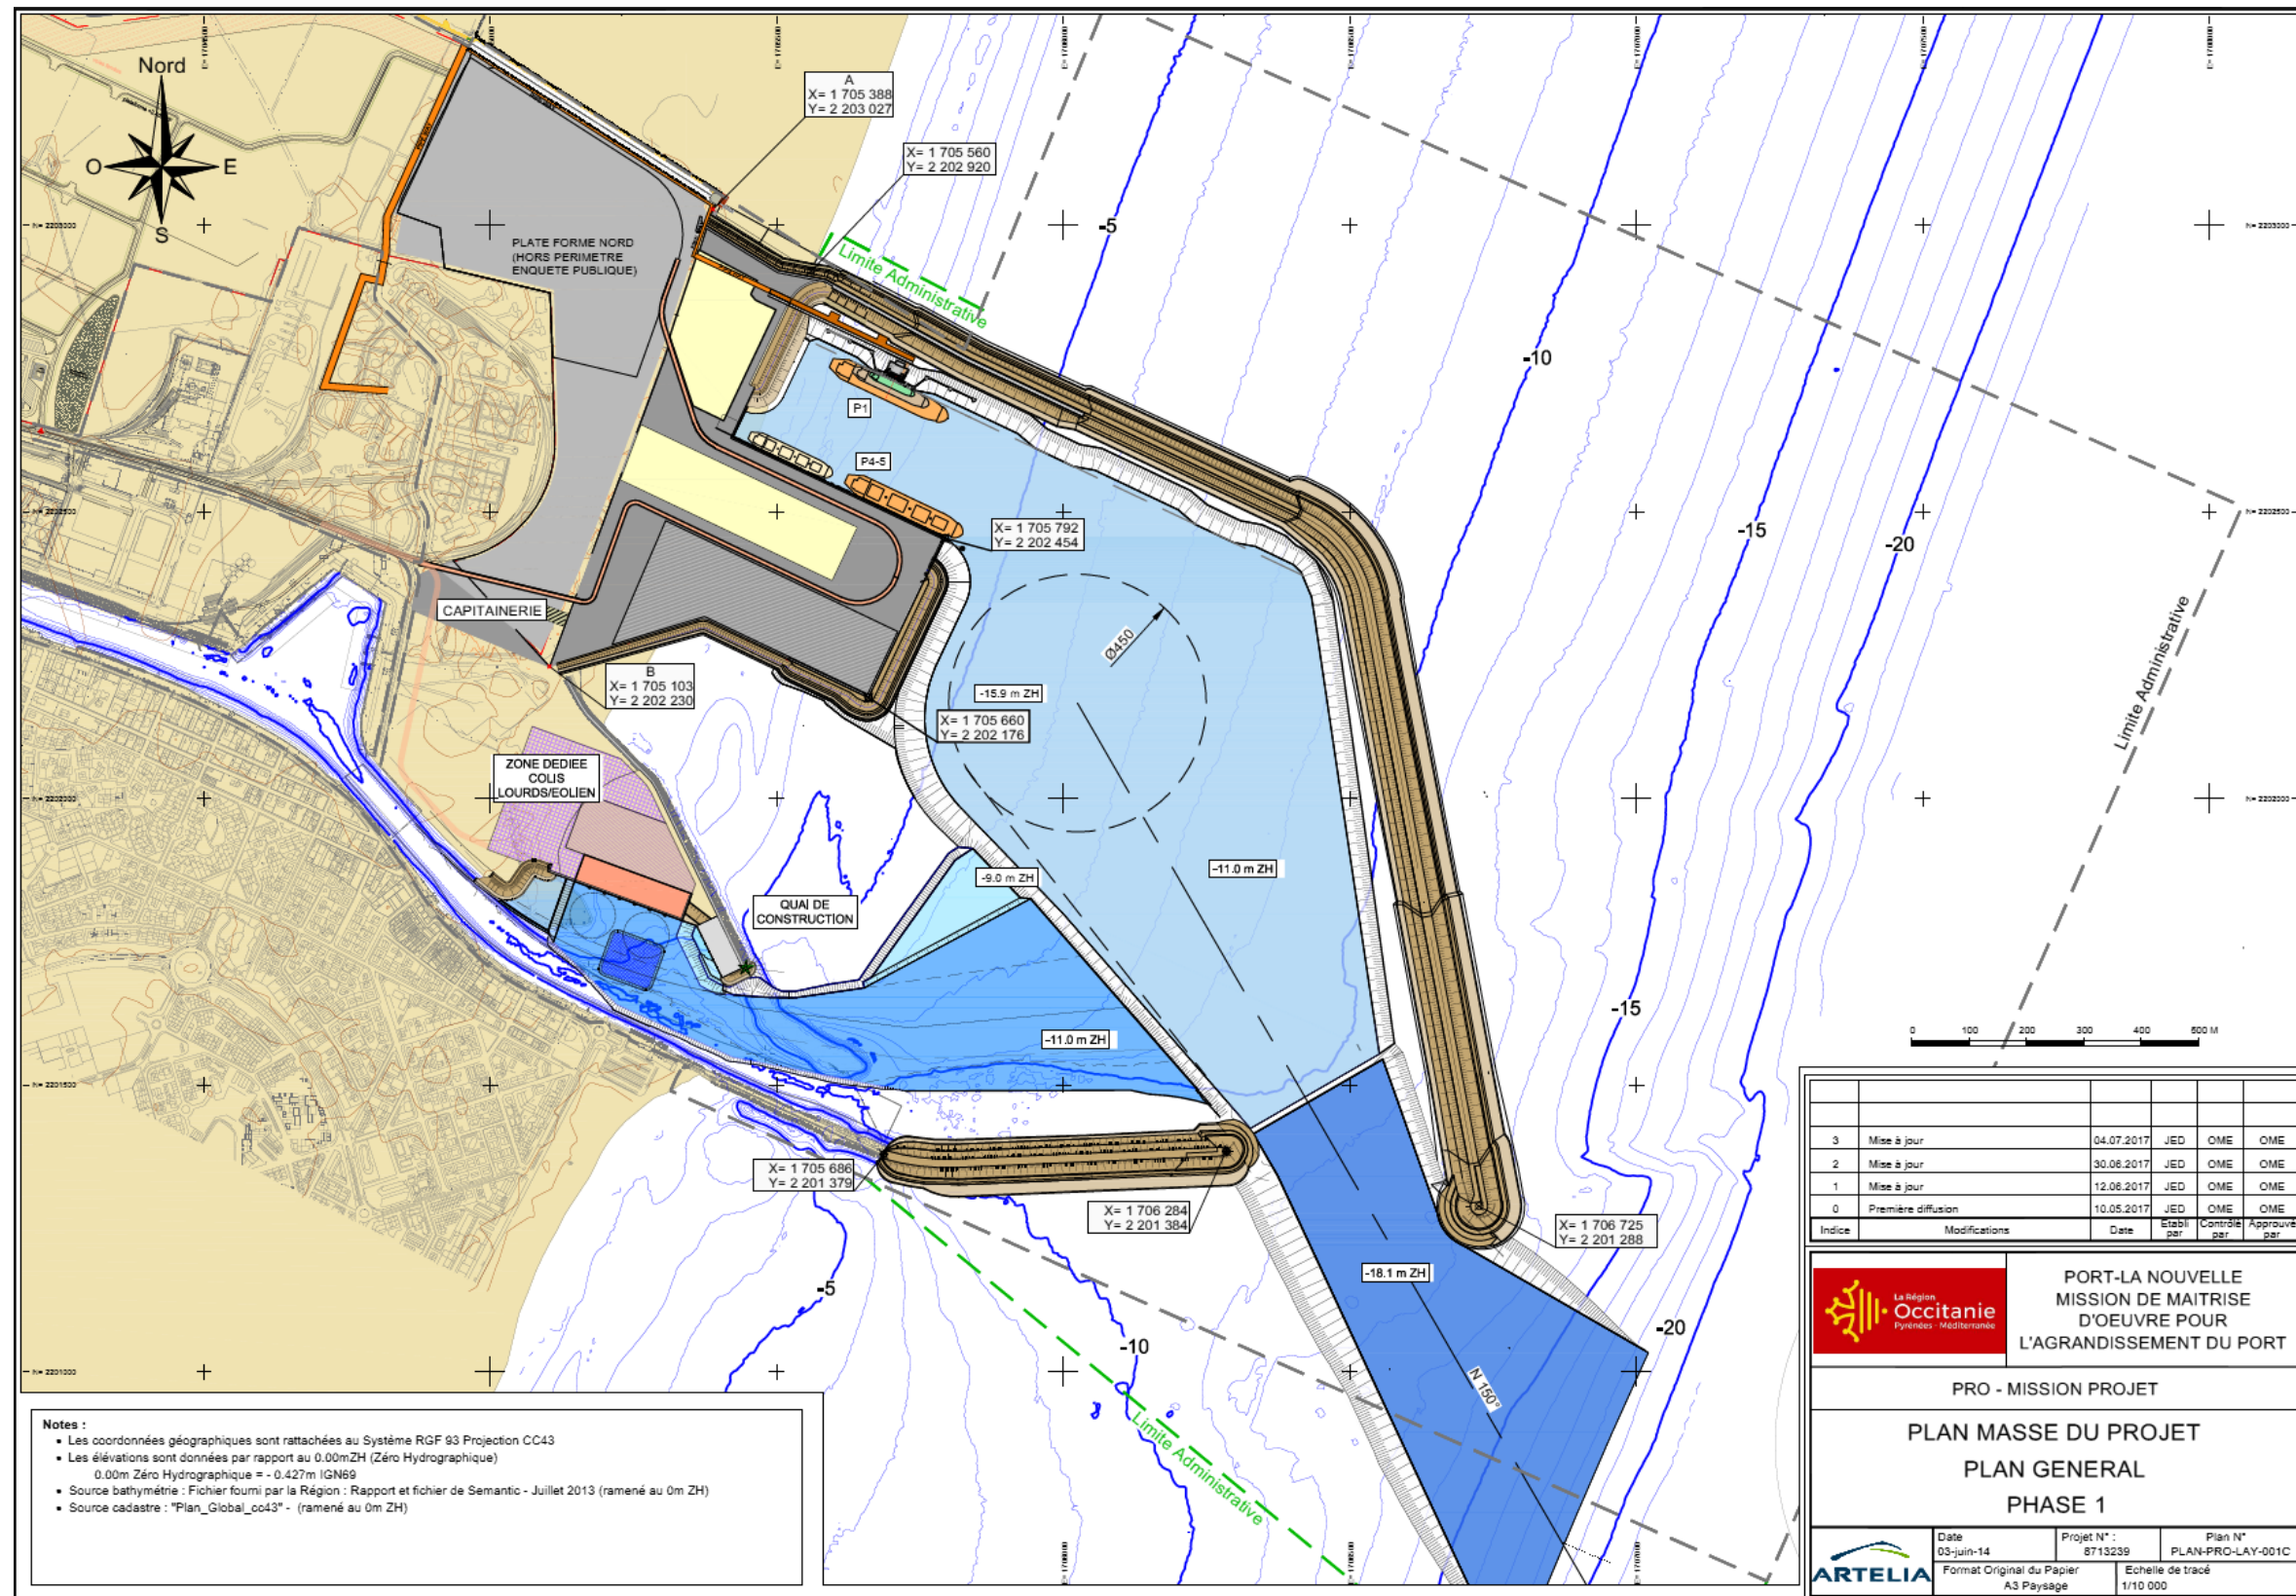 Nord
O
E
S
A
X= 1 705 388
Y= 2 203 027
X= 1 705 560
Y= 2 202 920
PLATE FORME NORD
(HORS PERIMETRE
ENQUETE PUBLIQUE)
Limite Administrative
-5
-10
P1
P4-5
-15
-20
X= 1 705 792
Y= 2 202 454
CAPITAINERIE
B
X= 1 705 103
Y= 2 202 230
Ø450
-15.9 m ZH
X= 1 705 660
Y= 2 202 176
Limite Administrative
ZONE DEDIEE
COLIS
LOURDS/EOLIEN
QUAI DE
CONSTRUCTION
-9.0 m ZH
-11.0 m ZH
-11.0 m ZH
-15
X= 1 705 686
Y= 2 201 379
X= 1 706 284
Y= 2 201 384
X= 1 706 725
Y= 2 201 288
-18.1 m ZH
-5
-10
-20
N 150°
Limite Administrative
N= 2203000
N= 2202500
N= 2202000
N= 2201500
N= 2201000
N= 2203000
N= 2202500
N= 2202000
0 100 200 300 400 500 M
3 Mise à jour 04.07.2017 JED OME OME
2 Mise à jour 30.06.2017 JED OME OME
1 Mise à jour 12.06.2017 JED OME OME
0 Première diffusion 10.05.2017 JED OME OME
Indice Modifications Date Etabli par Contrôlé par Approuvé par
La Région
Occitanie
Pyrénées - Méditerranée
PORT-LA NOUVELLE
MISSION DE MAITRISE
D'OEUVRE POUR
L'AGRANDISSEMENT DU PORT
PRO - MISSION PROJET
PLAN MASSE DU PROJET
PLAN GENERAL
PHASE 1
ARTELIA
Date
03-juin-14
Projet N° :
8713239
Plan N°
PLAN-PRO-LAY-001C
Format Original du Papier
A3 Paysage
Echelle de tracé
1/10 000
Notes :
• Les coordonnées géographiques sont rattachées au Système RGF 93 Projection CC43
• Les élévations sont données par rapport au 0.00mZH (Zéro Hydrographique)
0.00m Zéro Hydrographique = - 0.427m IGN69
• Source bathymétrie : Fichier fourni par la Région : Rapport et fichier de Semantic - Juillet 2013 (ramené au 0m ZH)
• Source cadastre : "Plan_Global_cc43" - (ramené au 0m ZH)